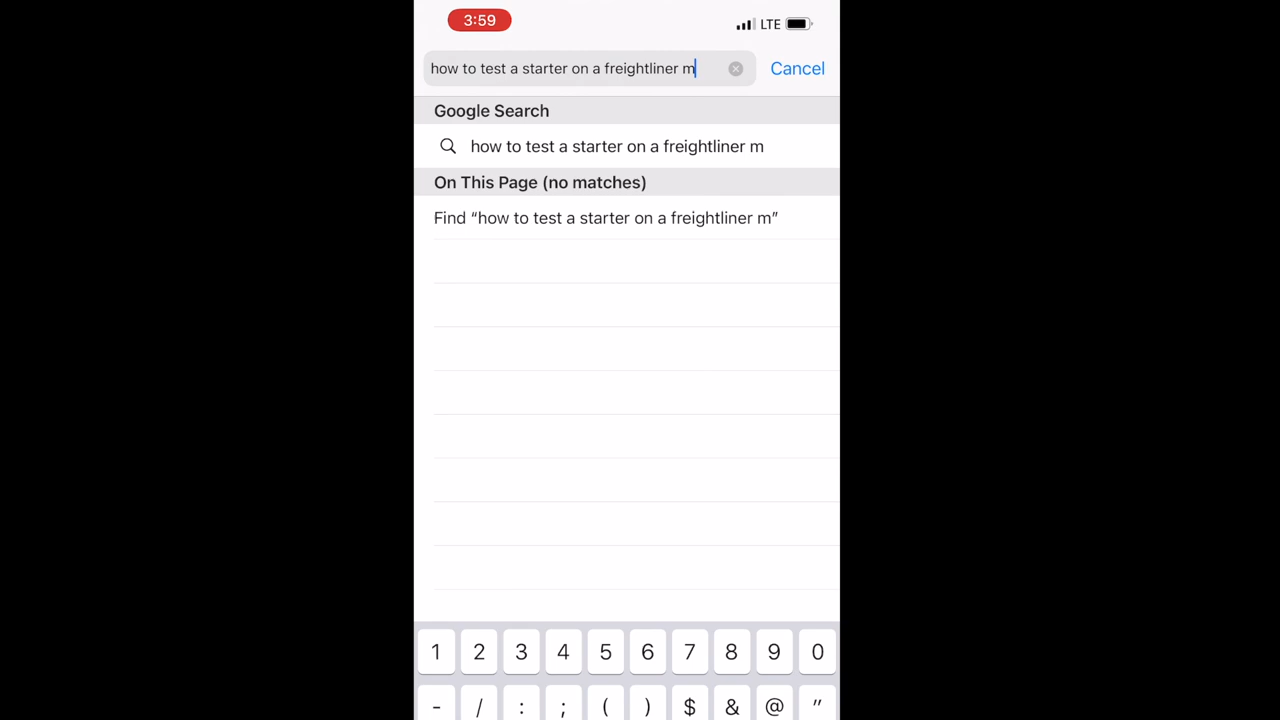 3:59 LTE
how to test a starter on a freightliner m Cancel
Google Search
how to test a starter on a freightliner m
On This Page (no matches)
Find “how to test a starter on a freightliner m”
1 2 3 4 5 6 7 8 9 0
- / : ; ( ) $ & @ ”